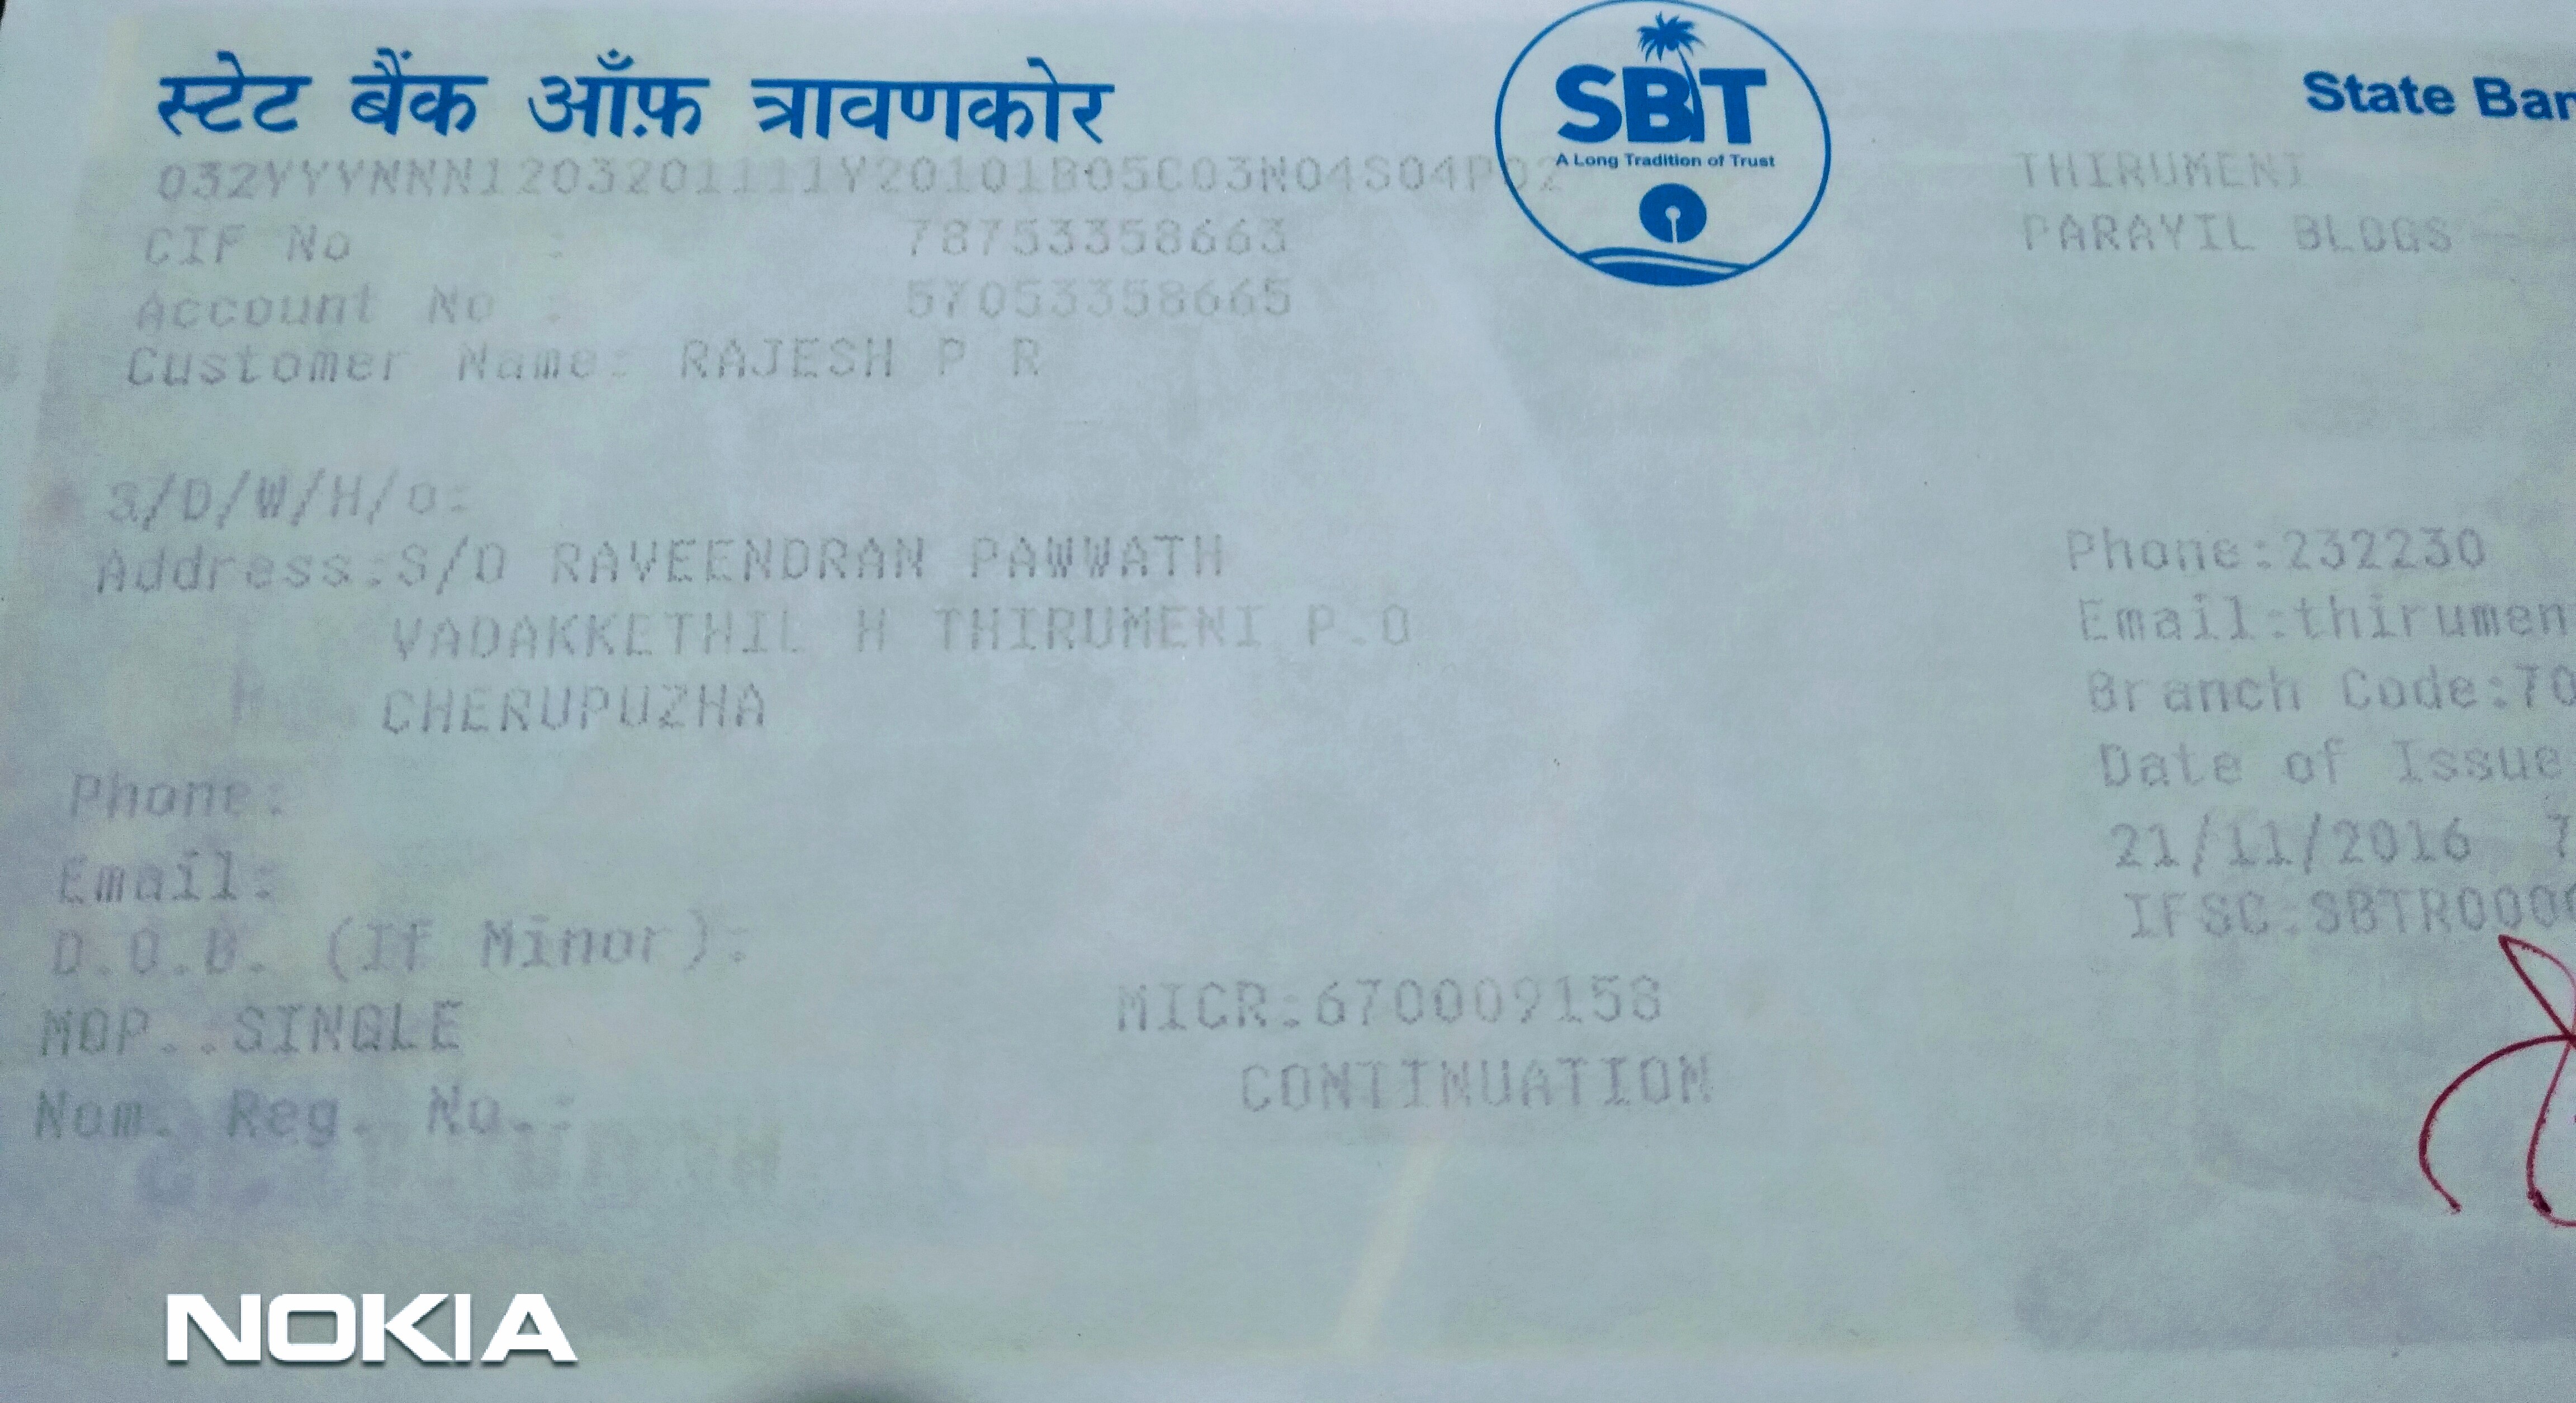 स्टेट बैंक ऑंफ़ त्रावणकोर
SBT
A Long Tradition of Trust
State Ban
032YYYNNN1203201111Y20101B05C03N04S04P02
THIRUMENI
CIF No : 78753358663
PARAYIL BLDGS
Account No : 57053358665
Customer Name: RAJESH P R
S/D/W/H/o:
Address:S/O RAVEENDRAN PAWWATH
Phone:232230
VADAKKETHIL H THIRUMENI P.O
Email:thirumen
CHERUPUZHA
Branch Code:70
Phone:
Date of Issue
Email:
21/11/2016 7
D.O.B. (If Minor):
IFSC:SBTR000
MOP.:SINGLE
MICR:670009158
Nom. Reg. No.:
CONTINUATION
NOKIA